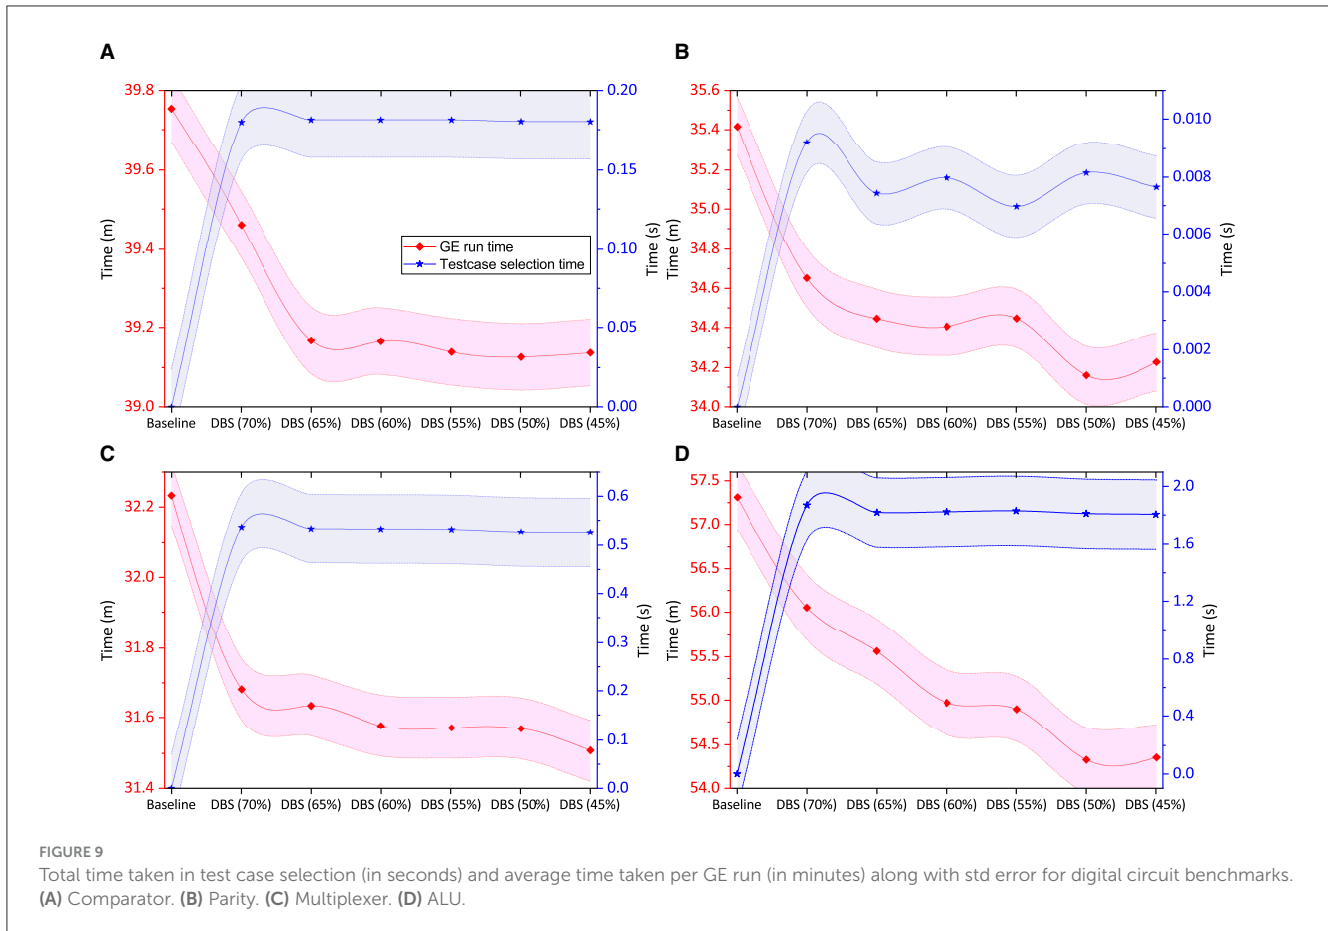 A
B
39.8
39.6
39.4
39.2
39.0
Time (m)
0.20
0.15
0.10
0.05
0.00
Time (s)
GE run time
Testcase selection time
Baseline DBS (70%) DBS (65%) DBS (60%) DBS (55%) DBS (50%) DBS (45%)
35.6
35.4
35.2
35.0
34.8
34.6
34.4
34.2
34.0
Time (m)
0.010
0.008
0.006
0.004
0.002
0.000
Time (s)
Baseline DBS (70%) DBS (65%) DBS (60%) DBS (55%) DBS (50%) DBS (45%)
C
D
32.2
32.0
31.8
31.6
31.4
Time (m)
0.6
0.5
0.4
0.3
0.2
0.1
0.0
Time (s)
Baseline DBS (70%) DBS (65%) DBS (60%) DBS (55%) DBS (50%) DBS (45%)
57.5
57.0
56.5
56.0
55.5
55.0
54.5
54.0
Time (m)
2.0
1.6
1.2
0.8
0.4
0.0
Time (s)
Baseline DBS (70%) DBS (65%) DBS (60%) DBS (55%) DBS (50%) DBS (45%)
FIGURE 9
Total time taken in test case selection (in seconds) and average time taken per GE run (in minutes) along with std error for digital circuit benchmarks.
(A) Comparator. (B) Parity. (C) Multiplexer. (D) ALU.